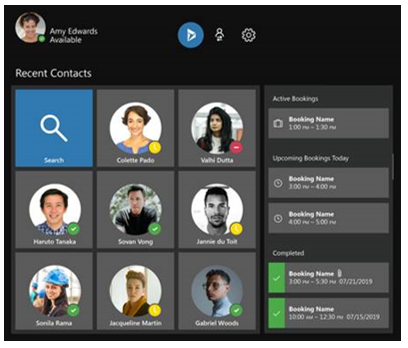 Amy Edwards
Available
Recent Contacts
Search
Colette Pado
Valhi Dutta
Haruto Tanaka
Sovan Vong
Jannie du Toit
Sonila Rama
Jacqueline Martin
Gabriel Woods
Active Bookings
Booking Name
1:00 PM – 1:30 PM
Upcoming Bookings Today
Booking Name
3:00 PM – 4:00 PM
Booking Name
4:00 PM – 5:00 PM
Completed
Booking Name
3:00 PM – 5:30 PM 07/21/2019
Booking Name
10:00 AM – 12:30 PM 07/15/2019